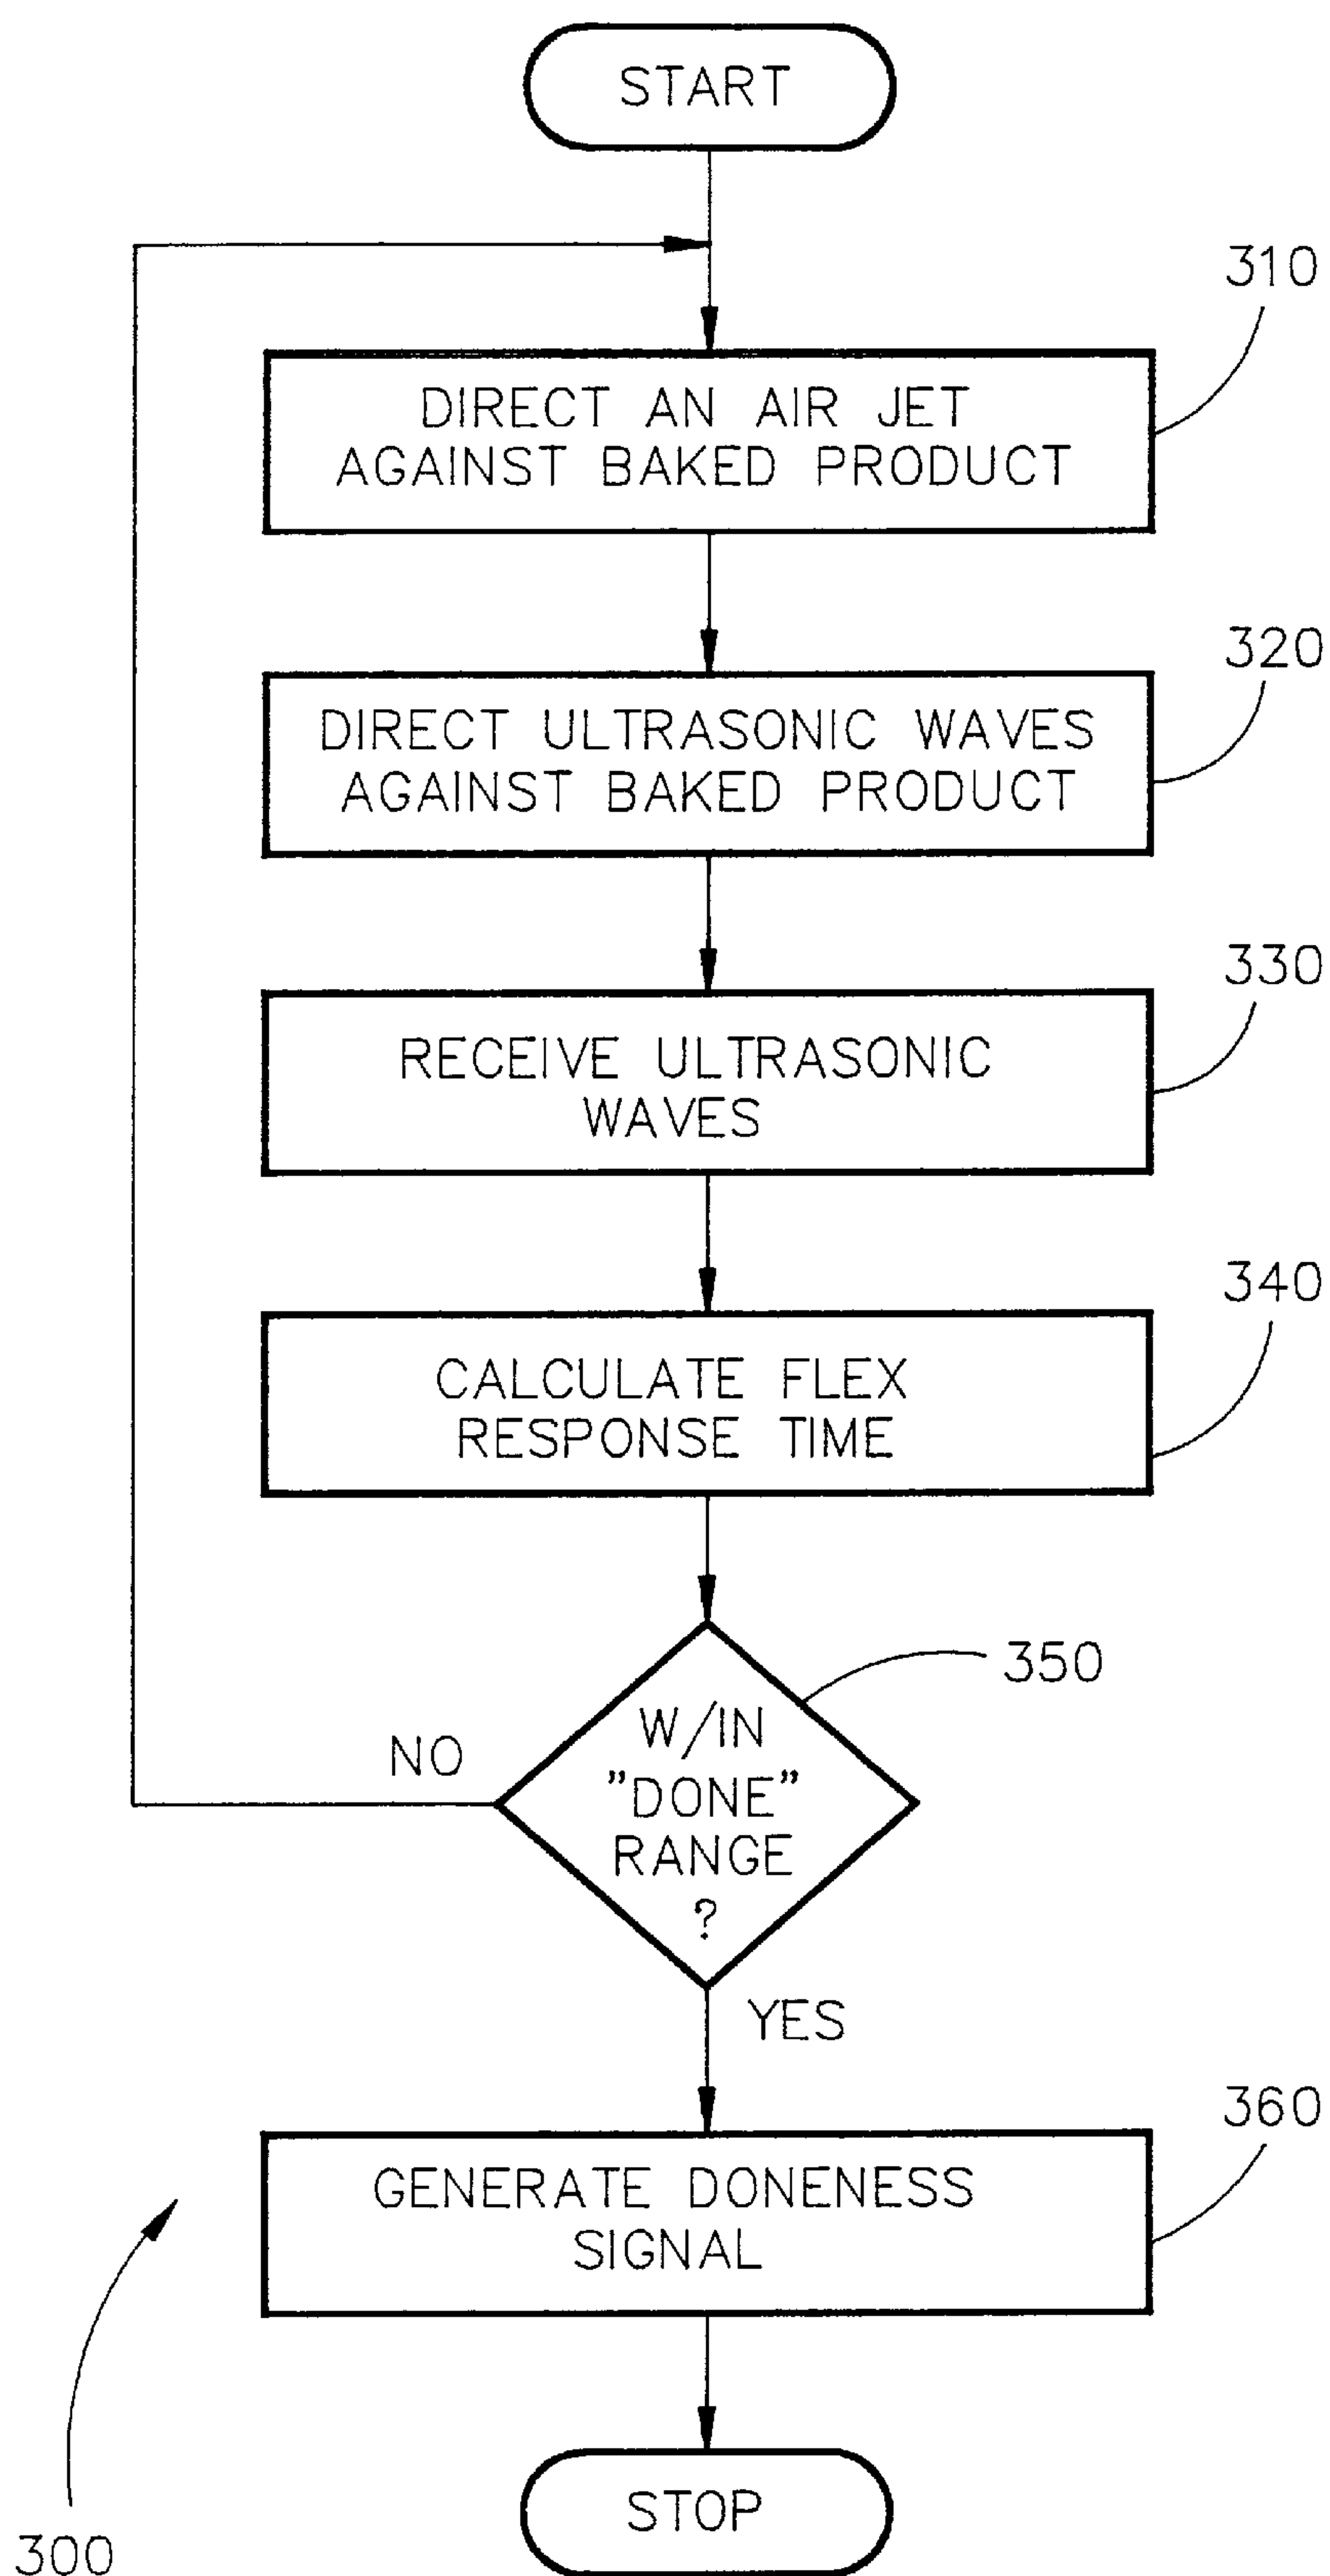 START
310
DIRECT AN AIR JET
AGAINST BAKED PRODUCT
320
DIRECT ULTRASONIC WAVES
AGAINST BAKED PRODUCT
330
RECEIVE ULTRASONIC
WAVES
340
CALCULATE FLEX
RESPONSE TIME
350
W/IN
"DONE"
RANGE
?
NO
YES
360
GENERATE DONENESS
SIGNAL
STOP
300